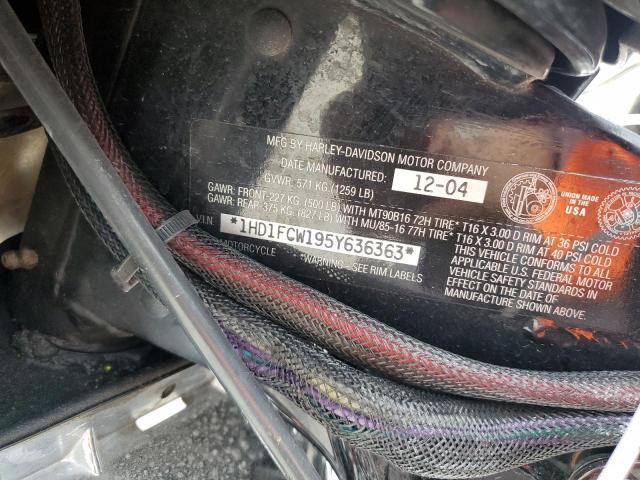 MFG BY HARLEY-DAVIDSON MOTOR COMPANY
DATE MANUFACTURED: 12-04
GVWR: 571 KG (1259 LB)
GAWR: FRONT 227 KG (500 LB) WITH MT90B16 72H TIRE* T16 X 3.00 D RIM AT 36 PSI COLD
GAWR: REAR 375 KG (827 LB) WITH MU/85-16 77H TIRE* T16 X 3.00 D RIM AT 40 PSI COLD
V.I.N. *1HD1FCW195Y636363*
THIS VEHICLE CONFORMS TO ALL
APPLICABLE U.S. FEDERAL MOTOR
VEHICLE SAFETY STANDARDS IN
EFFECT ON THE DATE OF
MANUFACTURE SHOWN ABOVE.
MOTORCYCLE WARNING – SEE RIM LABELS
UNION MADE
USA